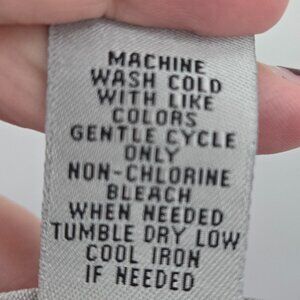 MACHINE
WASH COLD
WITH LIKE
COLORS
GENTLE CYCLE
ONLY
NON-CHLORINE
BLEACH
WHEN NEEDED
TUMBLE DRY LOW
COOL IRON
IF NEEDED